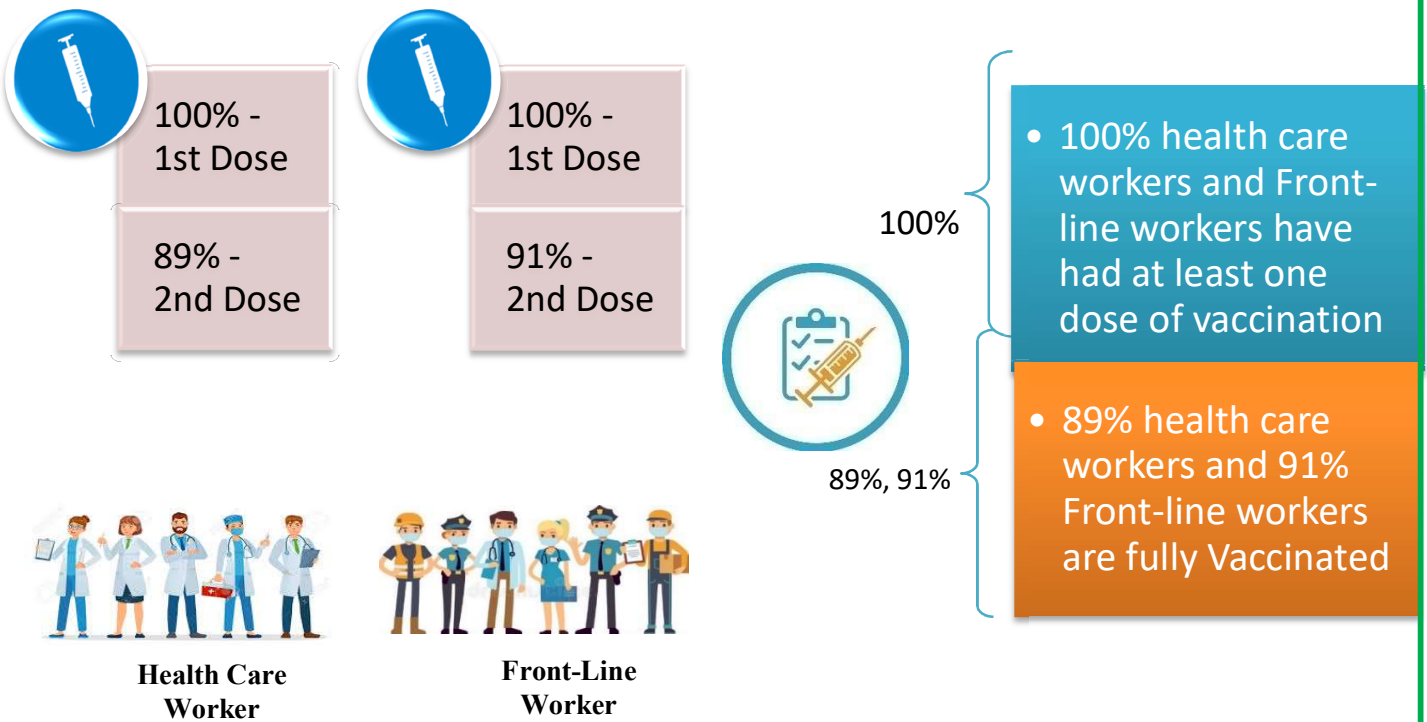 100% -
1st Dose
89% -
2nd Dose
Health Care
Worker
100% -
1st Dose
91% -
2nd Dose
Front-Line
Worker
100%
89%, 91%
• 100% health care
workers and Front-
line workers have
had at least one
dose of vaccination
• 89% health care
workers and 91%
Front-line workers
are fully Vaccinated